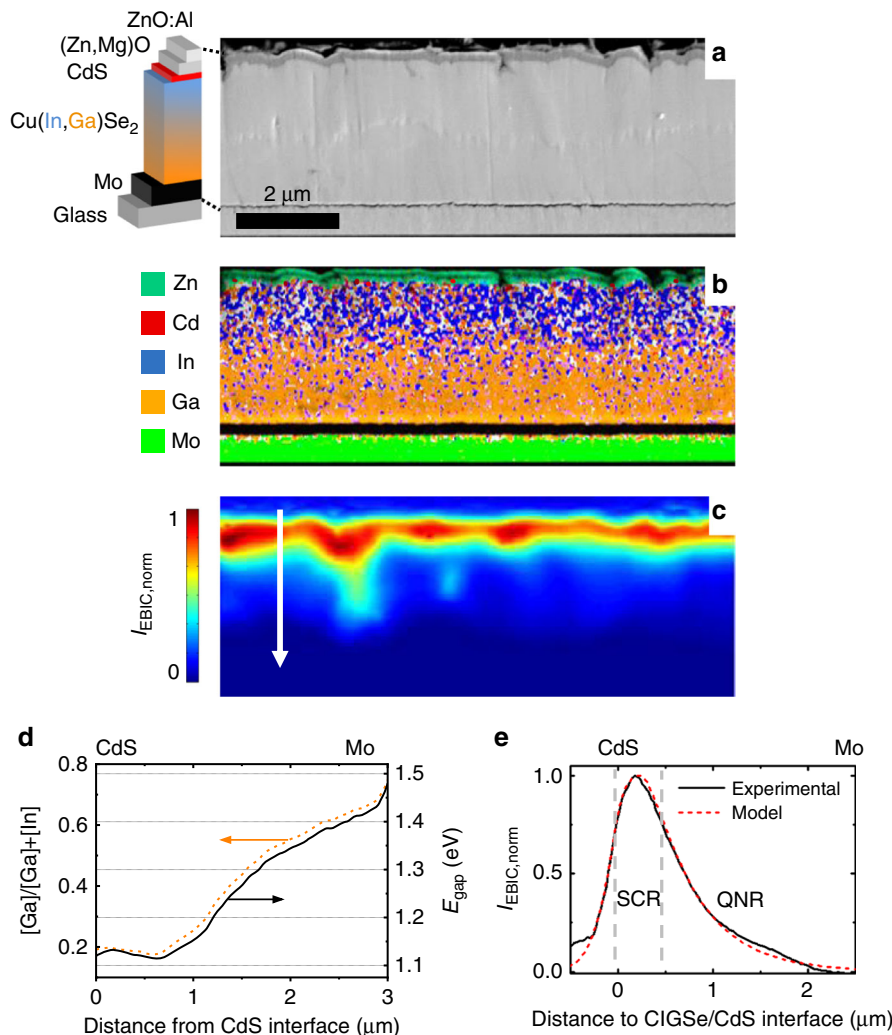 ZnO:Al
(Zn,Mg)O
CdS
Cu(In,Ga)Se2
Mo
Glass
2 μm
a
Zn
Cd
In
Ga
Mo
b
1
IEBIC,norm
0
c
d
CdS Mo
0.8
0.6
0.4
0.2
[Ga]/[Ga]+[In]
1.5
1.4
1.3
1.2
1.1
Egap (eV)
0 1 2 3
Distance from CdS interface (μm)
e
CdS Mo
1.0
0.5
0.0
IEBIC,norm
Experimental
Model
SCR QNR
0 1 2
Distance to CIGSe/CdS interface (μm)